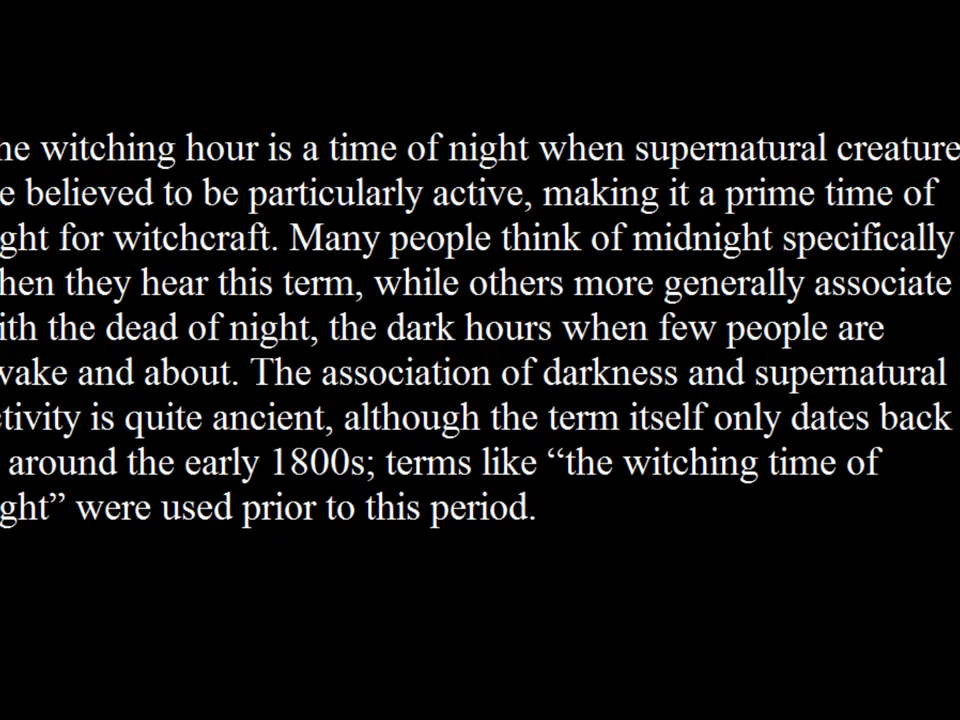 he witching hour is a time of night when supernatural creature
e believed to be particularly active, making it a prime time of
ght for witchcraft. Many people think of midnight specifically
hen they hear this term, while others more generally associate
ith the dead of night, the dark hours when few people are
wake and about. The association of darkness and supernatural
ctivity is quite ancient, although the term itself only dates back
around the early 1800s; terms like “the witching time of
ght” were used prior to this period.